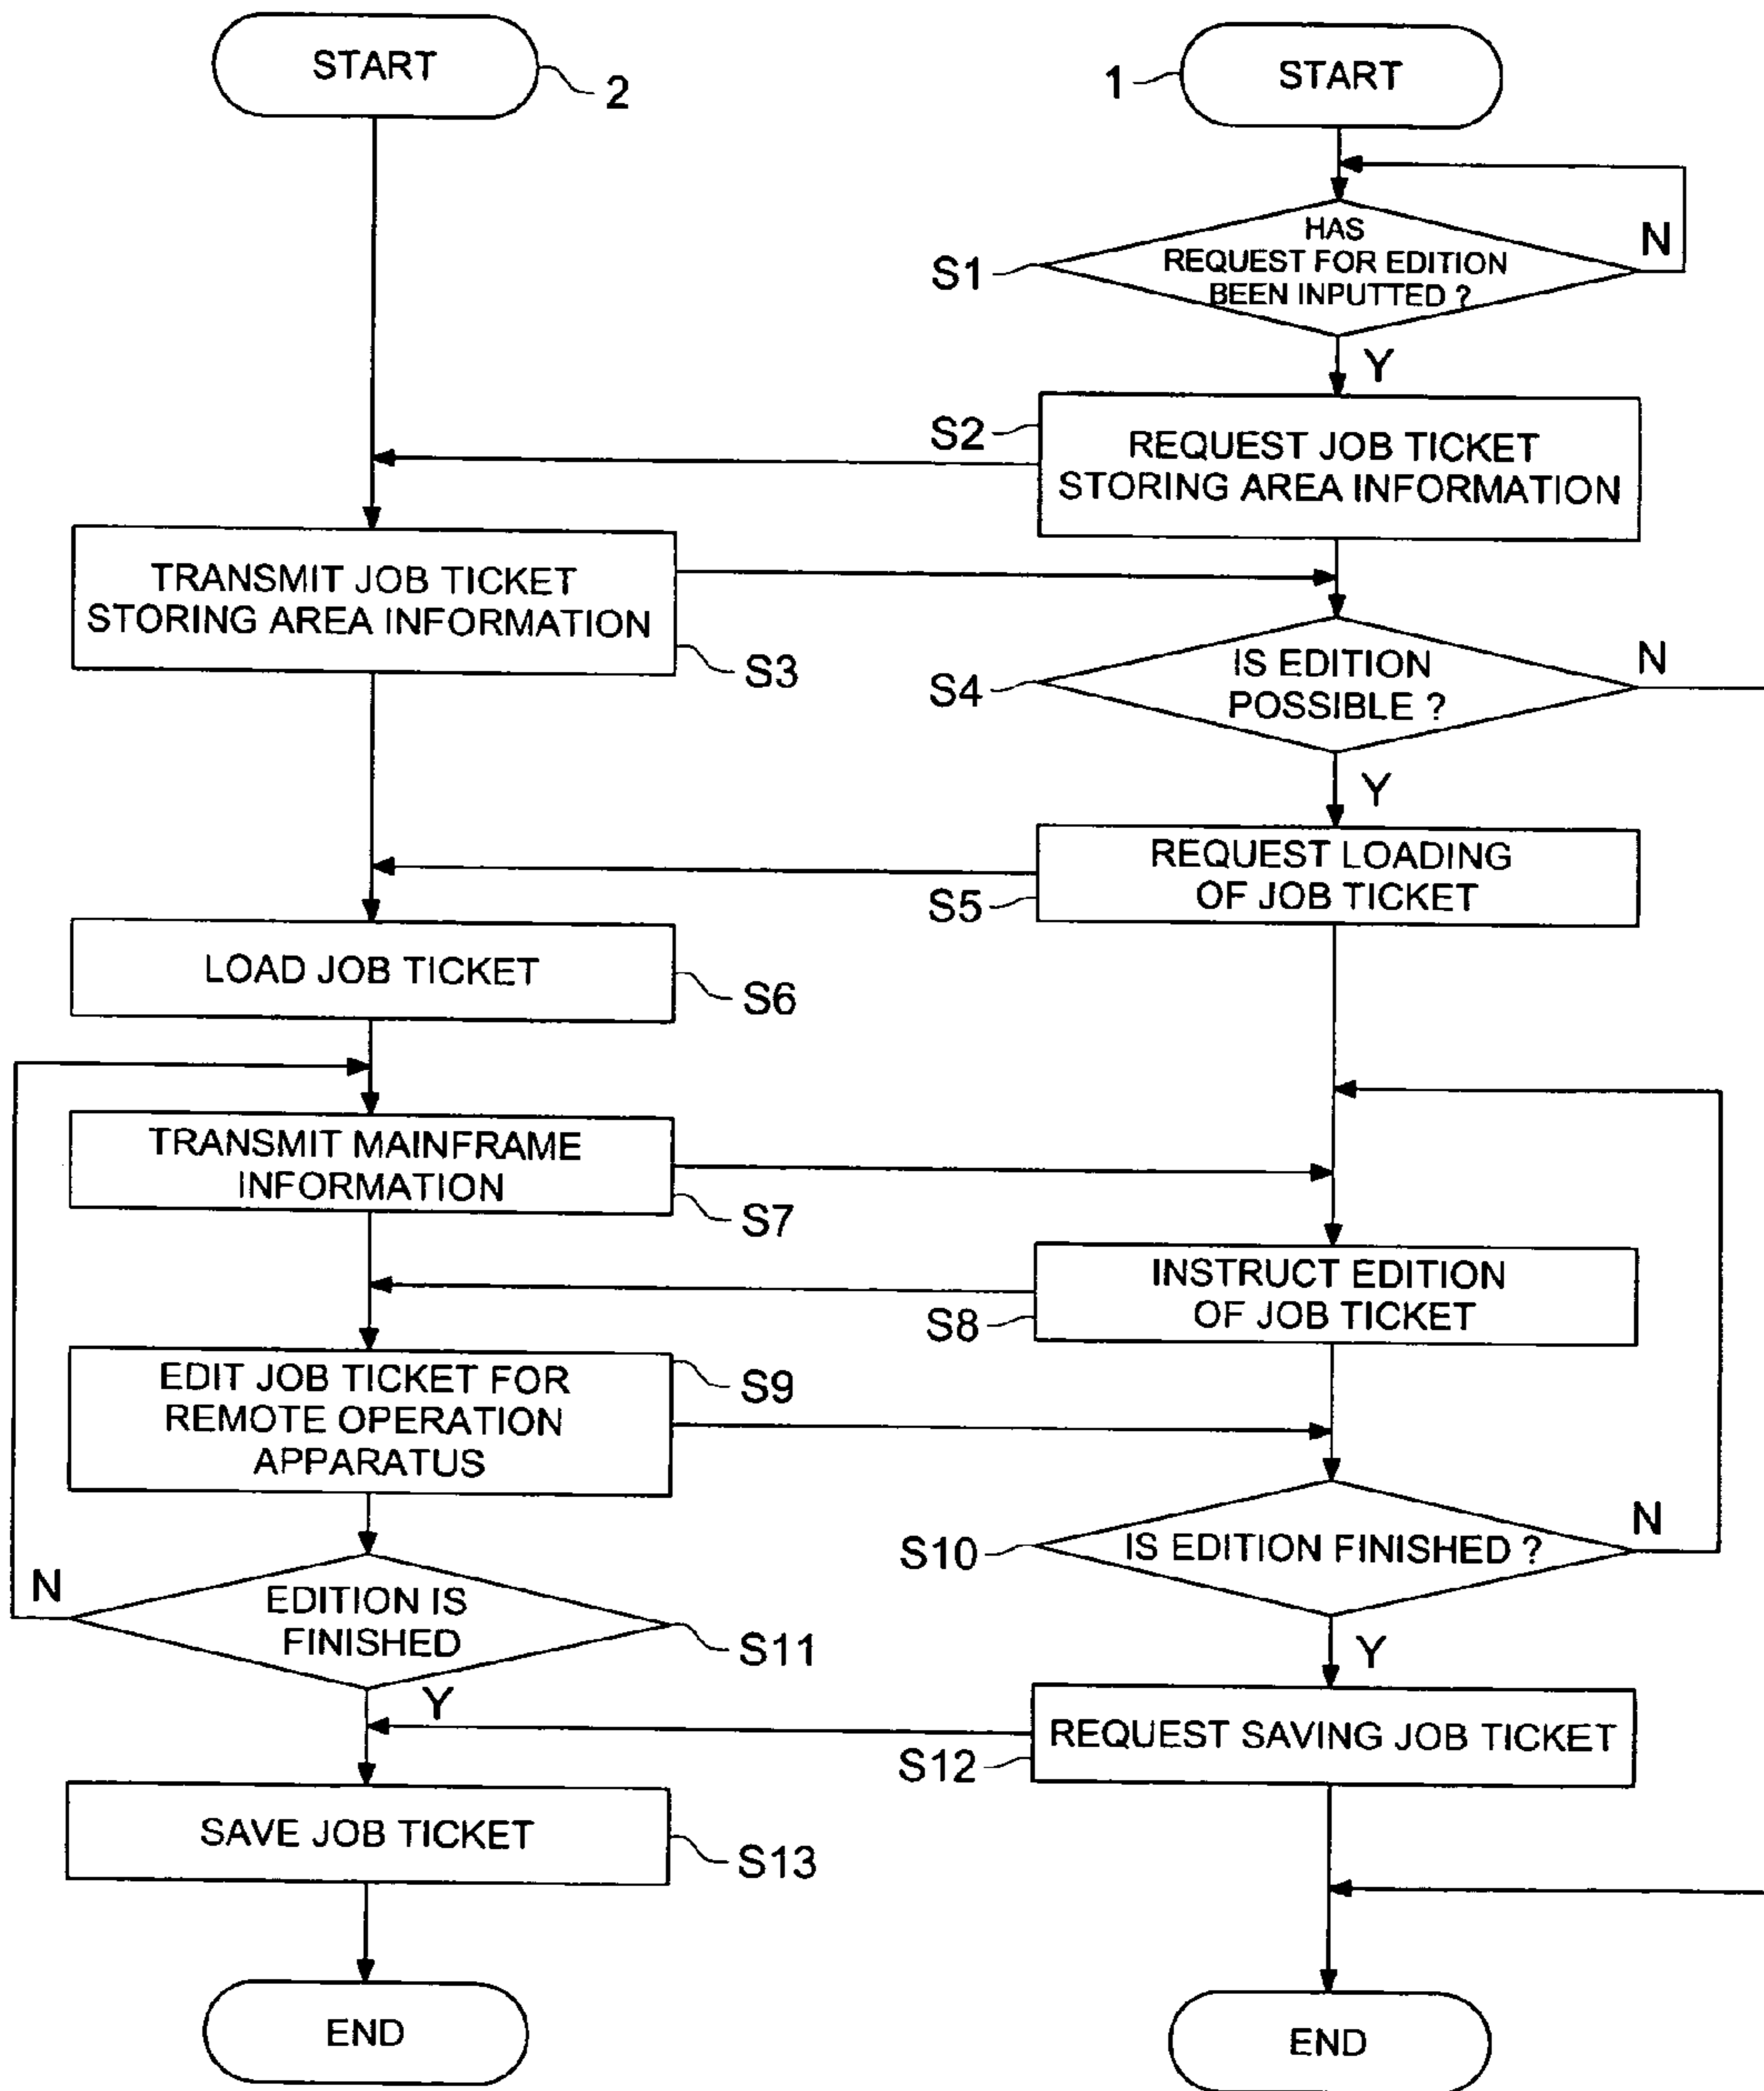 START
2
1
START
HAS
REQUEST FOR EDITION
BEEN INPUTTED ?
S1
N
Y
S2
REQUEST JOB TICKET
STORING AREA INFORMATION
TRANSMIT JOB TICKET
STORING AREA INFORMATION
S3
IS EDITION
POSSIBLE ?
S4
N
Y
REQUEST LOADING
OF JOB TICKET
S5
LOAD JOB TICKET
S6
TRANSMIT MAINFRAME
INFORMATION
S7
INSTRUCT EDITION
OF JOB TICKET
S8
EDIT JOB TICKET FOR
REMOTE OPERATION
APPARATUS
S9
IS EDITION FINISHED ?
S10
N
N
EDITION IS
FINISHED
S11
Y
Y
REQUEST SAVING JOB TICKET
S12
SAVE JOB TICKET
S13
END
END